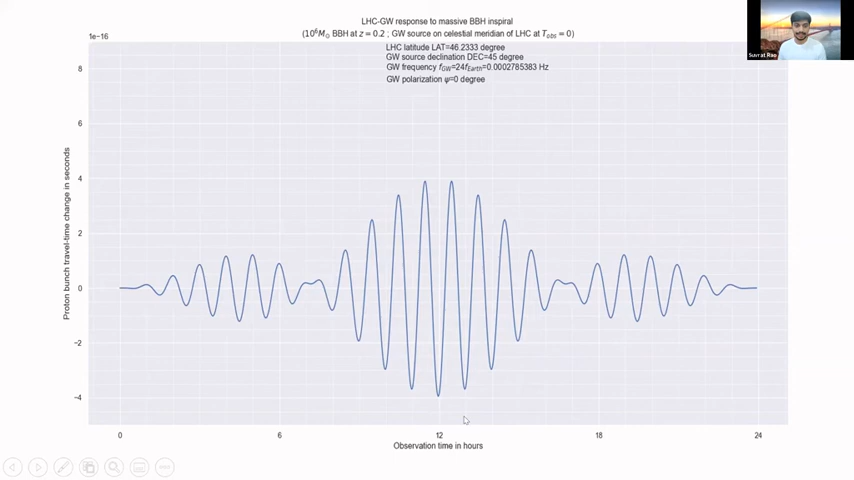 LHC-GW response to massive BBH inspiral
(10⁶M⊙ BBH at z = 0.2 ; GW source on celestial meridian of LHC at Tobs = 0)
1e−16
LHC latitude LAT=46.2333 degree
GW source declination DEC=45 degree
GW frequency fGW=24fEarth=0.0002785383 Hz
GW polarization ψ=0 degree
Suvrat Rao
8
6
4
2
0
−2
−4
Proton bunch travel-time change in seconds
0 6 12 18 24
Observation time in hours